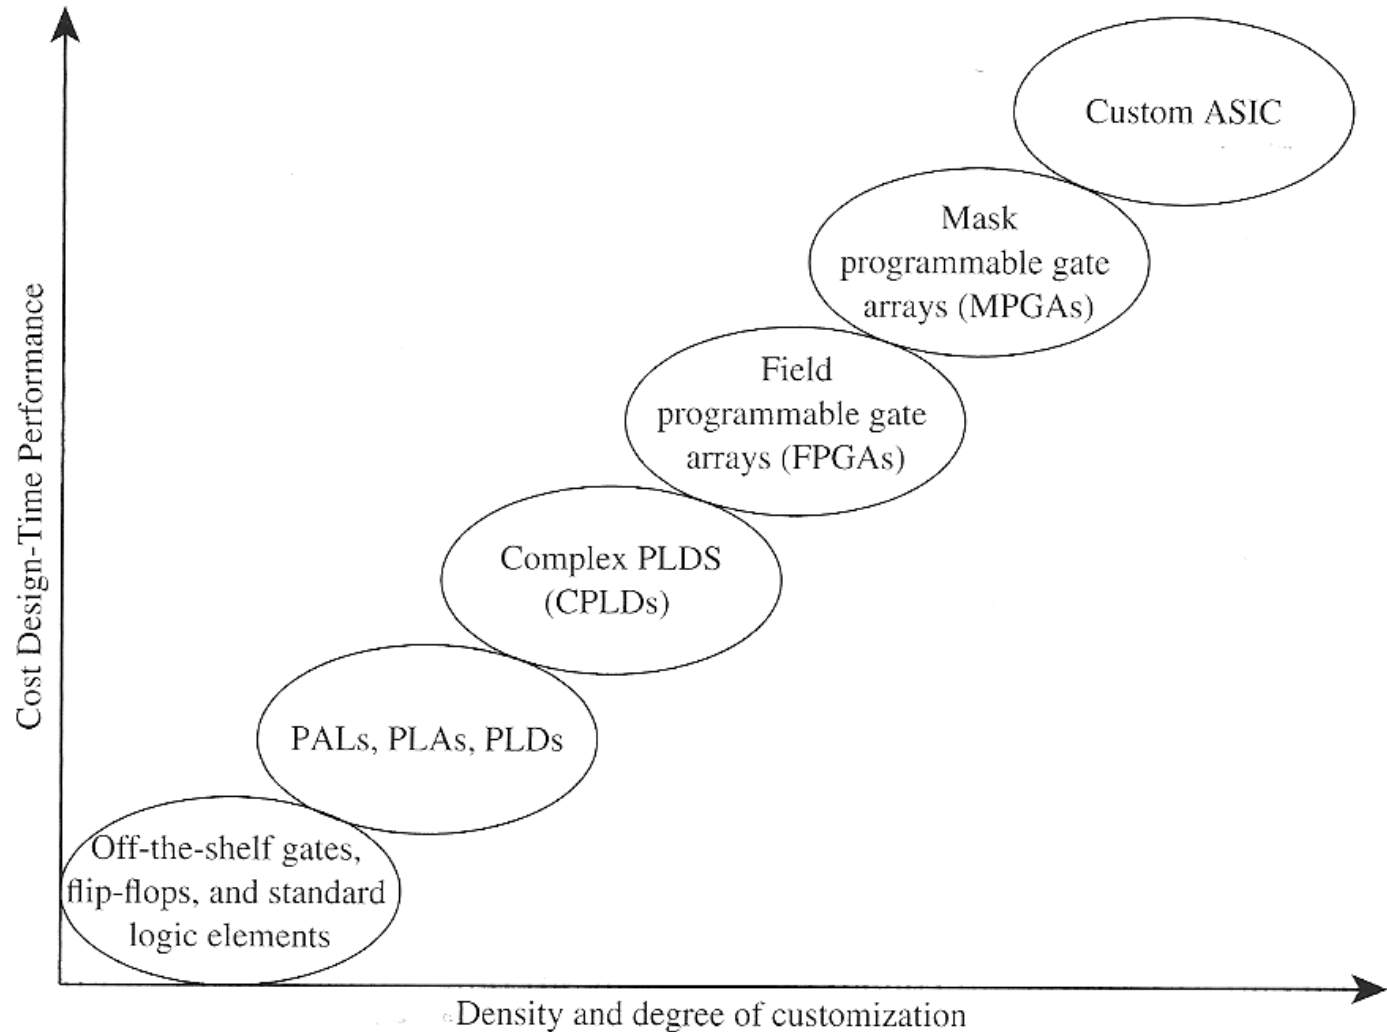 Custom ASIC
Mask
programmable gate
arrays (MPGAs)
Field
programmable gate
arrays (FPGAs)
Complex PLDS
(CPLDs)
PALs, PLAs, PLDs
Off-the-shelf gates,
flip-flops, and standard
logic elements
Cost Design-Time Performance
Density and degree of customization